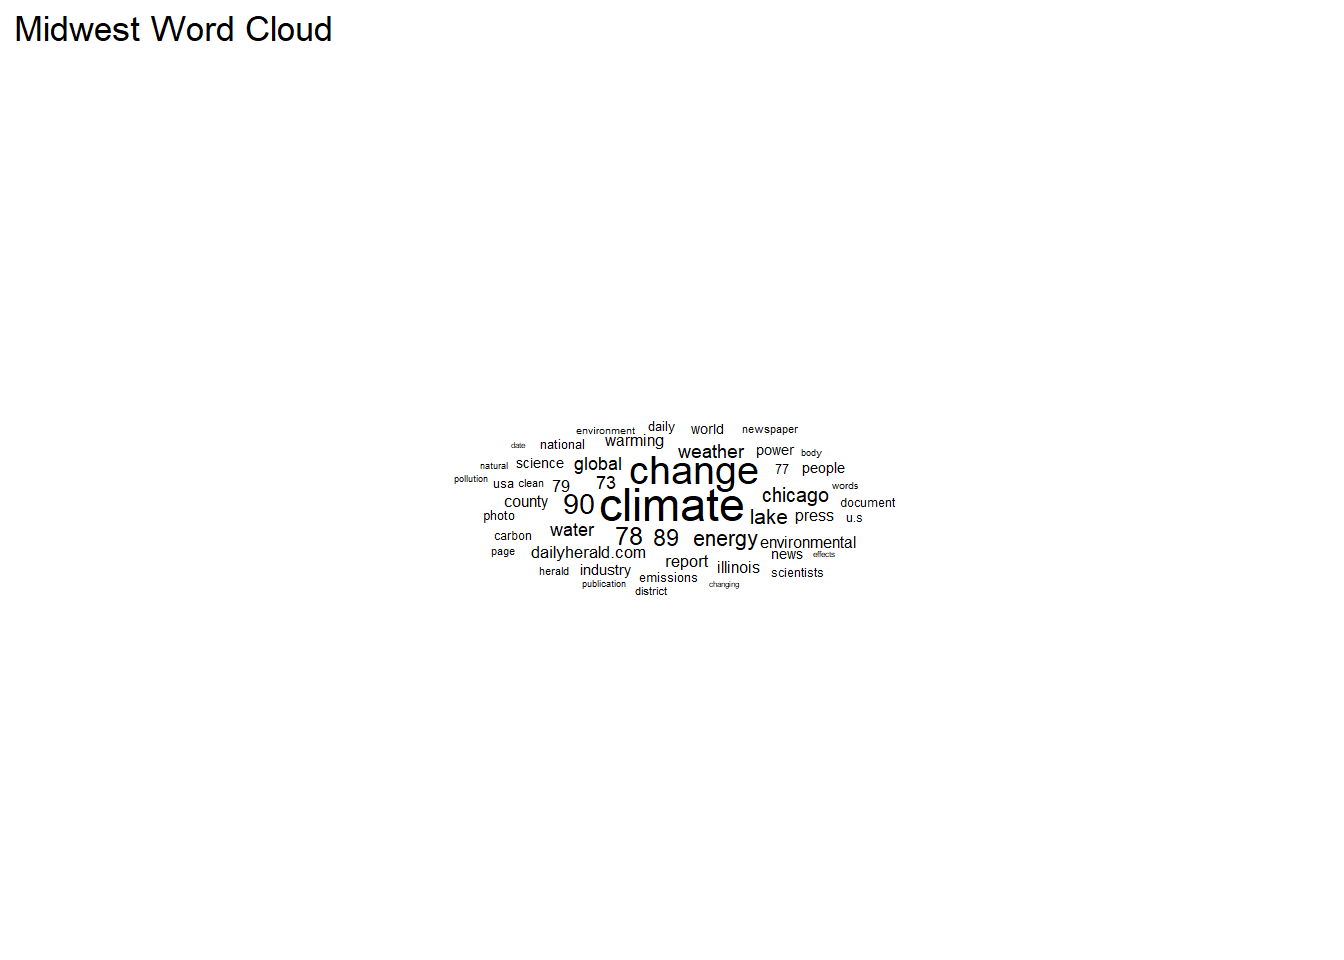 Midwest Word Cloud
environment daily world newspaper
date national warming weather power body
natural science global change 77 people
pollution usa clean 79 73 chicago words
county 90 climate lake press document
photo u.s
carbon water 78 89 energy environmental
page dailyherald.com report news effects
herald industry emissions illinois scientists
publication district changing